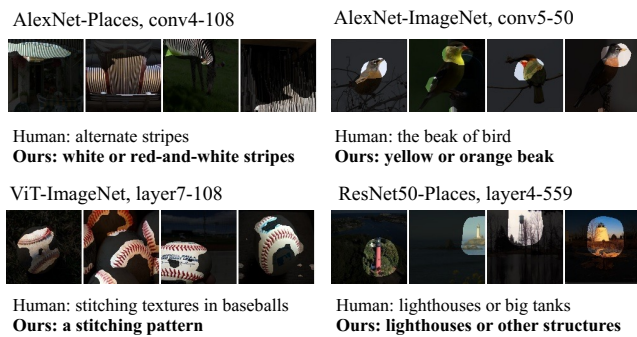 AlexNet-Places, conv4-108
Human: alternate stripes
Ours: white or red-and-white stripes
AlexNet-ImageNet, conv5-50
Human: the beak of bird
Ours: yellow or orange beak
ViT-ImageNet, layer7-108
Human: stitching textures in baseballs
Ours: a stitching pattern
ResNet50-Places, layer4-559
Human: lighthouses or big tanks
Ours: lighthouses or other structures